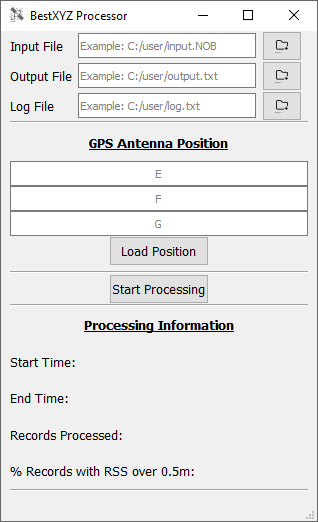 BestXYZ Processor
Input File Example: C:/user/input.NOB
Output File Example: C:/user/output.txt
Log File Example: C:/user/log.txt
GPS Antenna Position
E
F
G
Load Position
Start Processing
Processing Information
Start Time:
End Time:
Records Processed:
% Records with RSS over 0.5m: